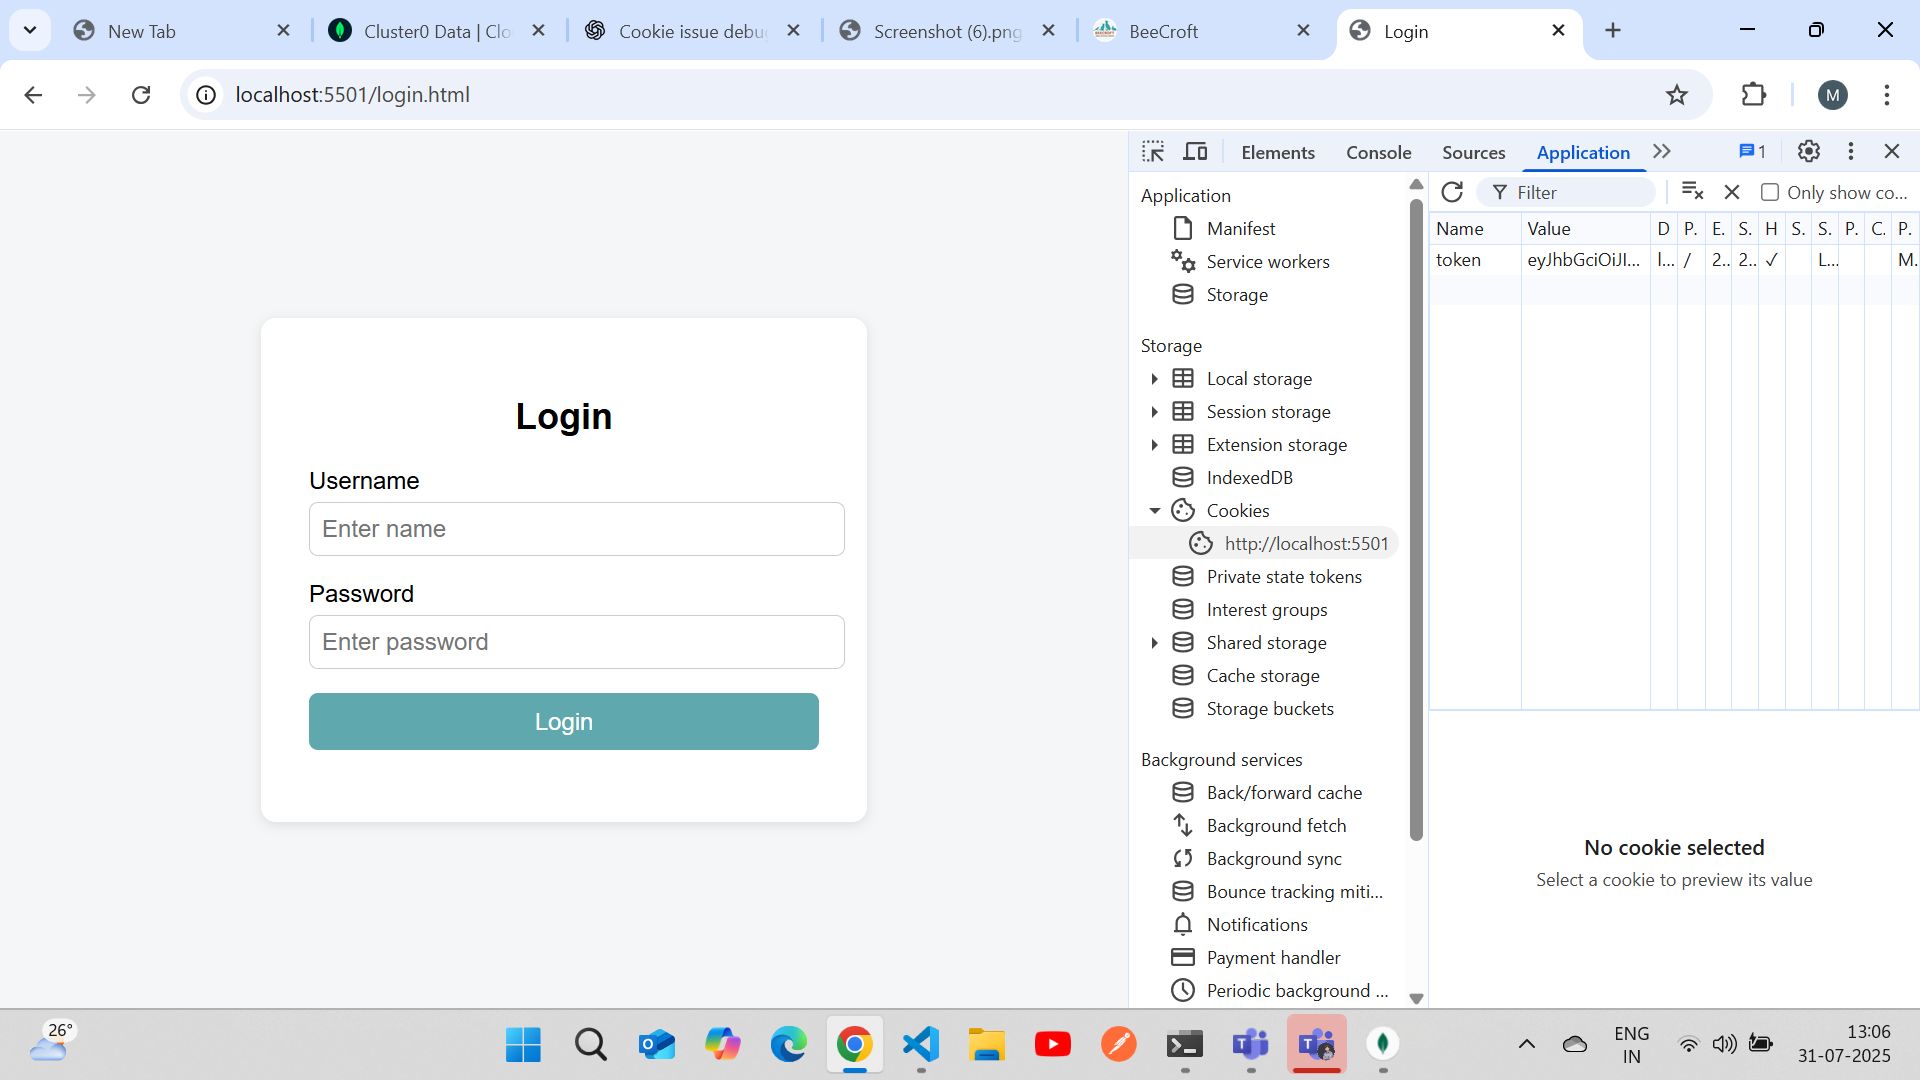 New Tab
Cluster0 Data | Clo
Cookie issue debu
Screenshot (6).png
BeeCroft
Login
localhost:5501/login.html
M
Login
Username
Enter name
Password
Enter password
Login
Elements
Console
Sources
Application
1
Application
Manifest
Service workers
Storage
Storage
Local storage
Session storage
Extension storage
IndexedDB
Cookies
http://localhost:5501
Private state tokens
Interest groups
Shared storage
Cache storage
Storage buckets
Background services
Back/forward cache
Background fetch
Background sync
Bounce tracking miti...
Notifications
Payment handler
Periodic background ...
Filter
Only show co...
Name Value D P. E. S. H S. S. P. C. P.
token eyJhbGciOiJI... l... / 2... 2... ✓ L... M.
No cookie selected
Select a cookie to preview its value
26°
ENG
IN
13:06
31-07-2025